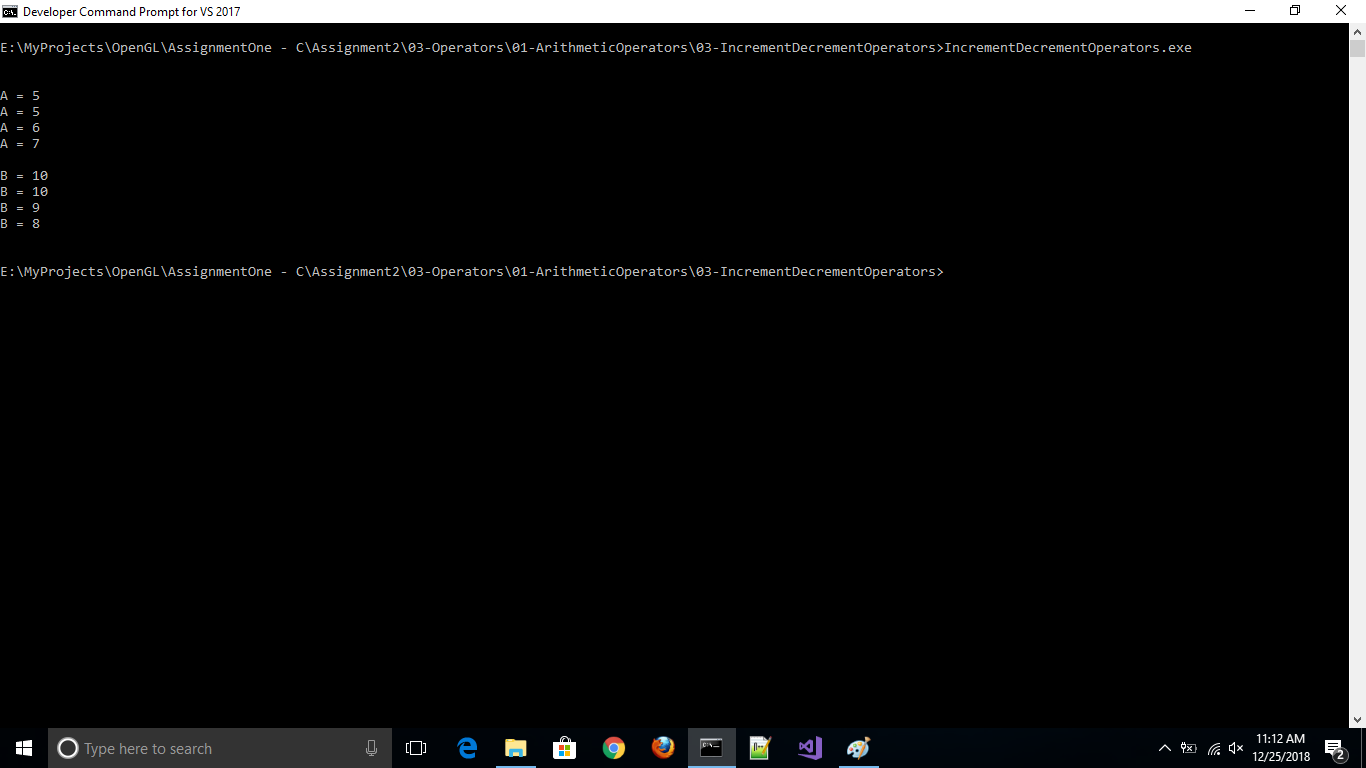 Developer Command Prompt for VS 2017
E:\MyProjects\OpenGL\AssignmentOne - C\Assignment2\03-Operators\01-ArithmeticOperators\03-IncrementDecrementOperators>IncrementDecrementOperators.exe
A = 5
A = 5
A = 6
A = 7
B = 10
B = 10
B = 9
B = 8
E:\MyProjects\OpenGL\AssignmentOne - C\Assignment2\03-Operators\01-ArithmeticOperators\03-IncrementDecrementOperators>
Type here to search
11:12 AM
12/25/2018
2